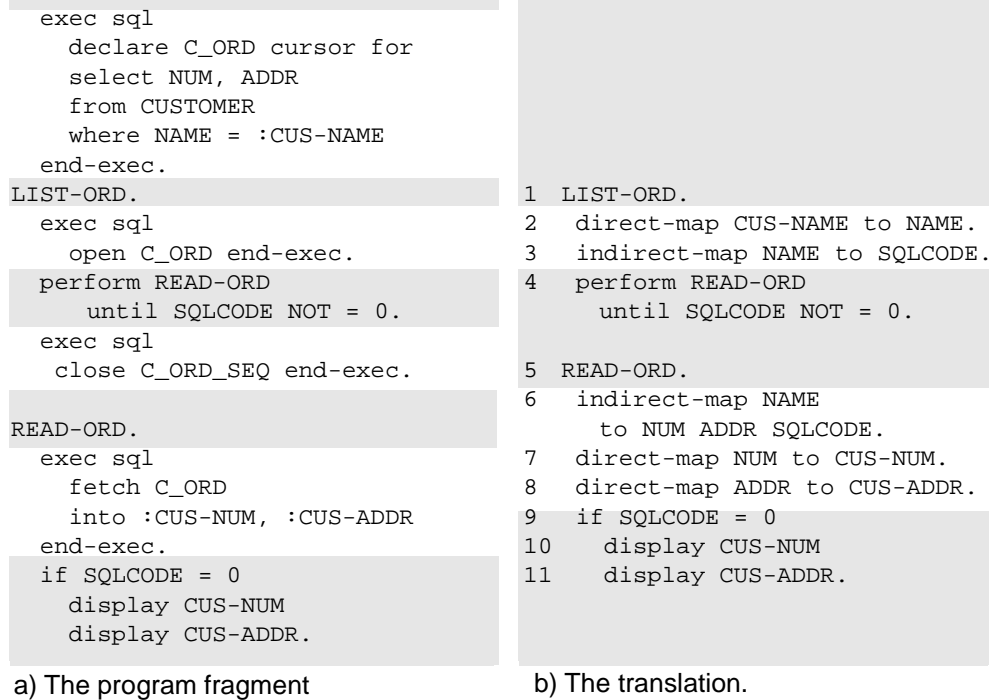 exec sql
declare C_ORD cursor for
select NUM, ADDR
from CUSTOMER
where NAME = :CUS-NAME
end-exec.
LIST-ORD.
exec sql
open C_ORD end-exec.
perform READ-ORD
until SQLCODE NOT = 0.
exec sql
close C_ORD_SEQ end-exec.
READ-ORD.
exec sql
fetch C_ORD
into :CUS-NUM, :CUS-ADDR
end-exec.
if SQLCODE = 0
display CUS-NUM
display CUS-ADDR.
a) The program fragment
1 LIST-ORD.
2 direct-map CUS-NAME to NAME.
3 indirect-map NAME to SQLCODE.
4 perform READ-ORD
until SQLCODE NOT = 0.
5 READ-ORD.
6 indirect-map NAME
to NUM ADDR SQLCODE.
7 direct-map NUM to CUS-NUM.
8 direct-map ADDR to CUS-ADDR.
9 if SQLCODE = 0
10 display CUS-NUM
11 display CUS-ADDR.
b) The translation.